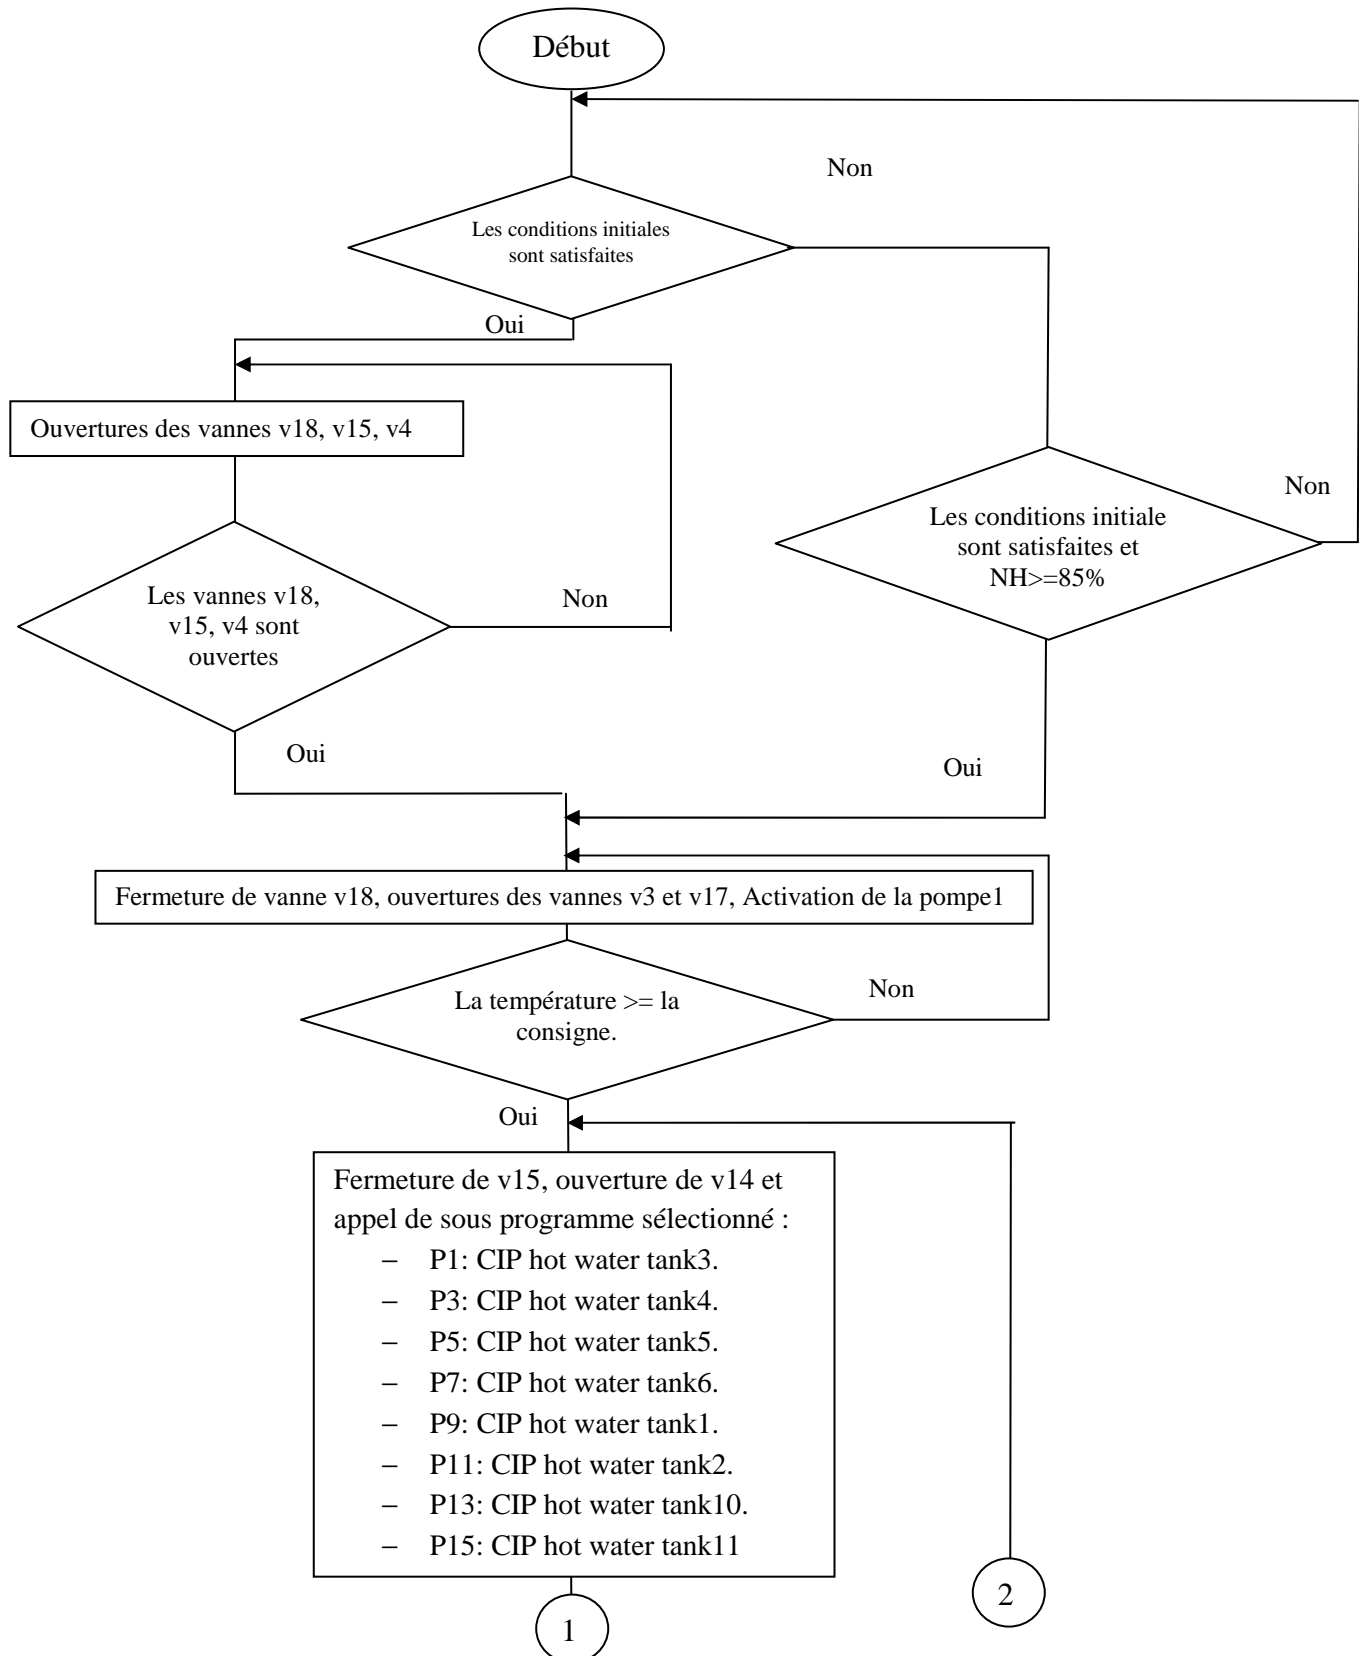 Début
Non
Les conditions initiales
sont satisfaites
Oui
Ouvertures des vannes v18, v15, v4
Non
Les conditions initiale
sont satisfaites et
NH>=85%
Les vannes v18,
v15, v4 sont
ouvertes
Non
Oui
Oui
Fermeture de vanne v18, ouvertures des vannes v3 et v17, Activation de la pompe1
La température >= la
consigne.
Non
Oui
Fermeture de v15, ouverture de v14 et
appel de sous programme sélectionné :
– P1: CIP hot water tank3.
– P3: CIP hot water tank4.
– P5: CIP hot water tank5.
– P7: CIP hot water tank6.
– P9: CIP hot water tank1.
– P11: CIP hot water tank2.
– P13: CIP hot water tank10.
– P15: CIP hot water tank11
2
1